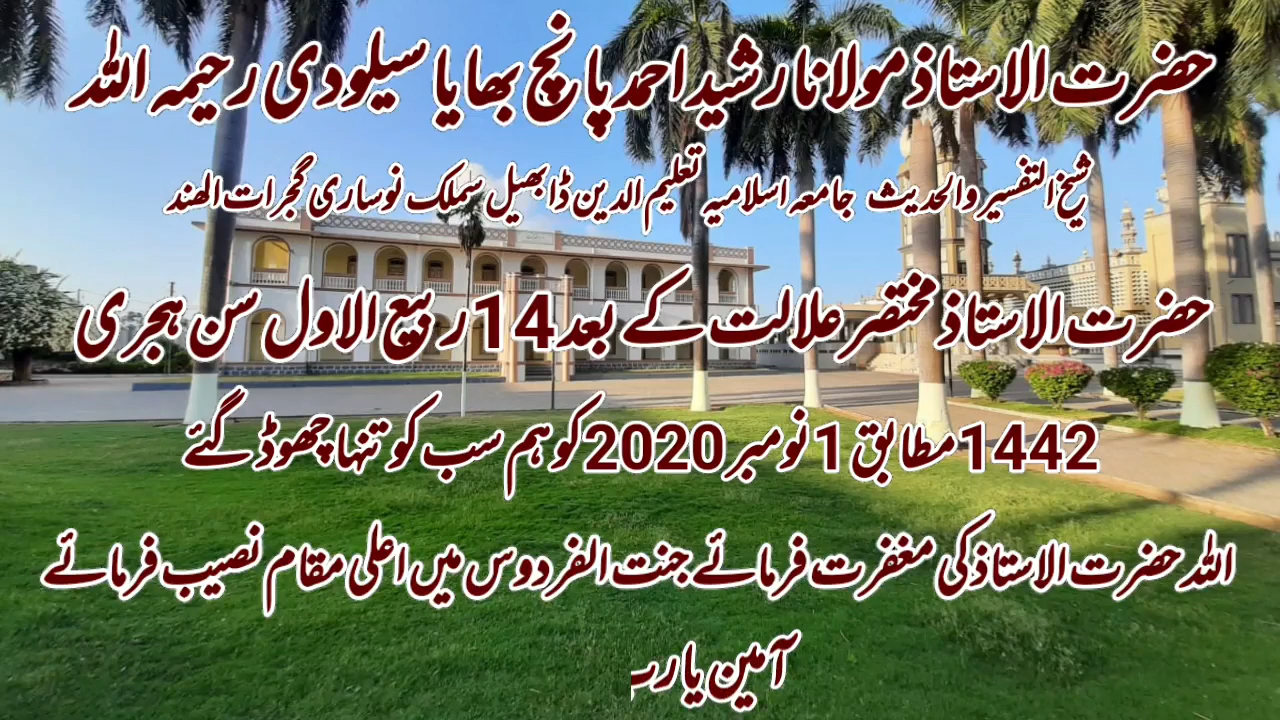 حضرت الاستاذ مولانا رشید احمد پانچ بھایا سیلودی رحیمہ اللہ
شیخ التفسیر والحدیث جامعہ اسلامیہ تعلیم الدین ڈابھیل سملک نوساری گجرات الھند
حضرت الاستاذ مختصر علالت کے بعد 14 ربیع الاول سن ہجری
1442 مطابق 1 نومبر 2020 کو ہم سب کو تنہا چھوڈ گئے
اللہ حضرت الاستاذ کی مغفرت فرمائے جنت الفردوس میں اعلی مقام نصیب فرمائے
آمین یارر